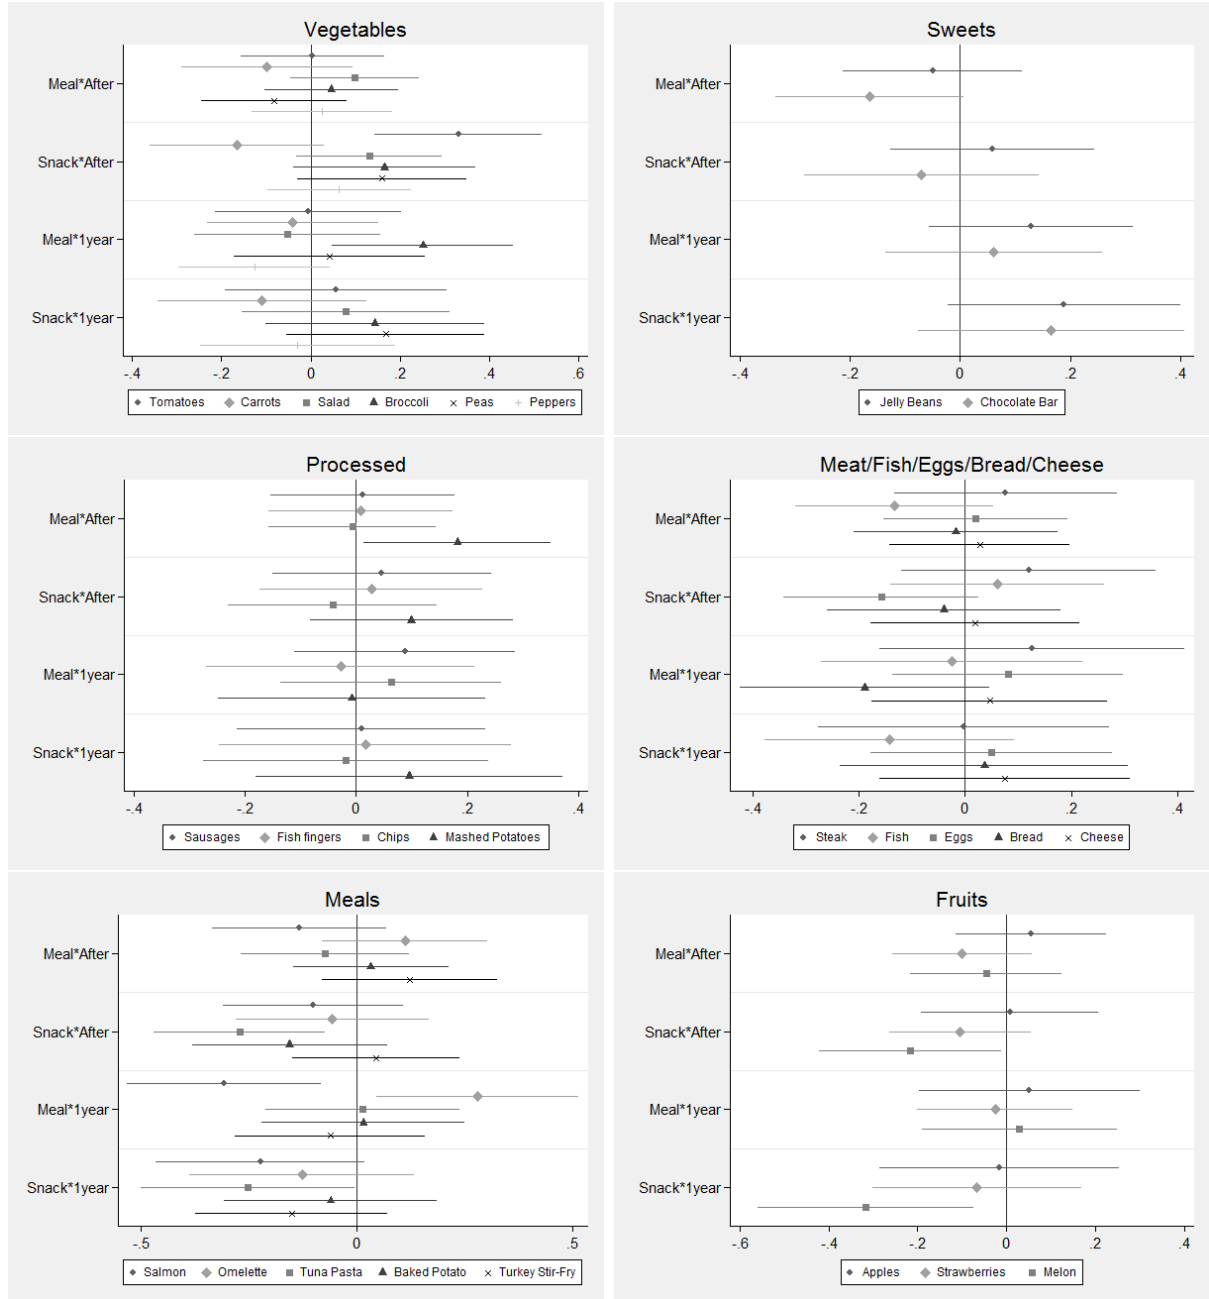 Vegetables
Meal*After
Snack*After
Meal*1year
Snack*1year
-.4 -.2 0 .2 .4 .6
Tomatoes Carrots Salad Broccoli Peas Peppers
Sweets
Meal*After
Snack*After
Meal*1year
Snack*1year
-.4 -.2 0 .2 .4
Jelly Beans Chocolate Bar
Processed
Meal*After
Snack*After
Meal*1year
Snack*1year
-.4 -.2 0 .2 .4
Sausages Fish fingers Chips Mashed Potatoes
Meat/Fish/Eggs/Bread/Cheese
Meal*After
Snack*After
Meal*1year
Snack*1year
-.4 -.2 0 .2 .4
Steak Fish Eggs Bread Cheese
Meals
Meal*After
Snack*After
Meal*1year
Snack*1year
-.5 0 .5
Salmon Omelette Tuna Pasta Baked Potato Turkey Stir-Fry
Fruits
Meal*After
Snack*After
Meal*1year
Snack*1year
-.6 -.4 -.2 0 .2 .4
Apples Strawberries Melon